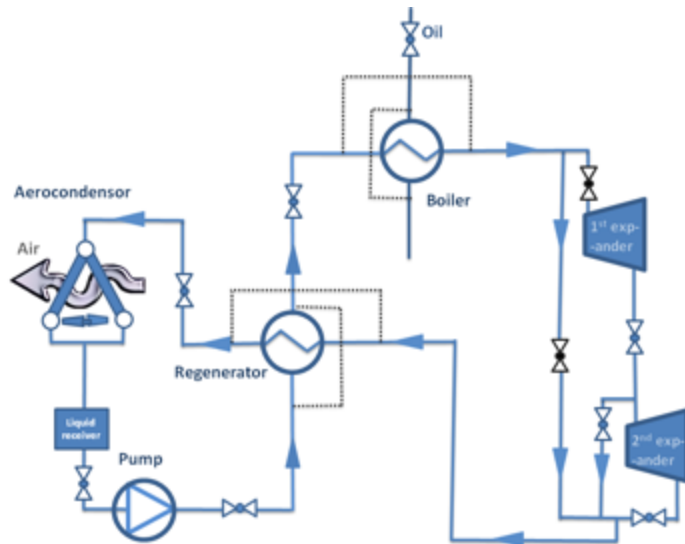 Oil
Aerocondensor
Boiler
1st exp-
-ander
Air
Regenerator
Liquid
receiver
Pump
2nd exp-
-ander